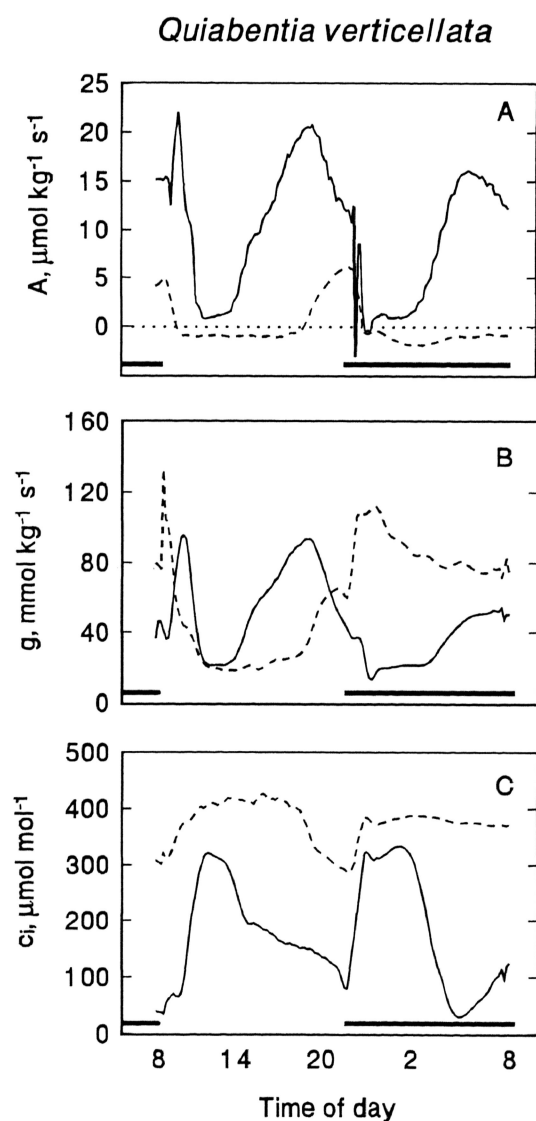 Quiabentia verticellata
25
20
15
10
5
0
A, μmol kg⁻¹ s⁻¹
A
160
120
80
40
0
g, mmol kg⁻¹ s⁻¹
B
500
400
300
200
100
0
cᵢ, μmol mol⁻¹
C
8 14 20 2 8
Time of day